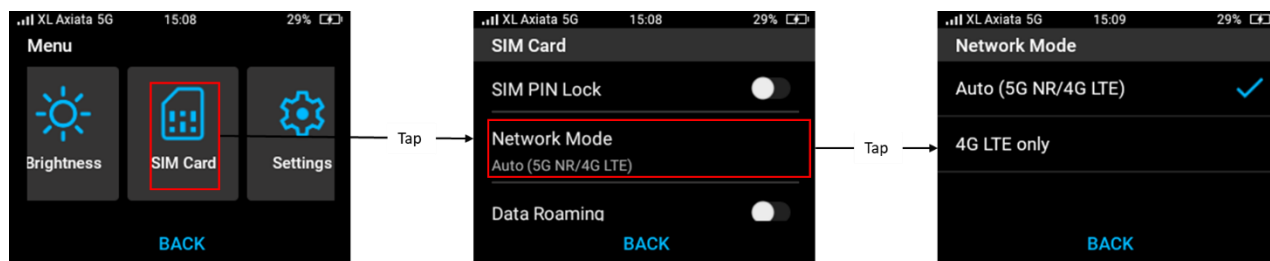 XL Axiata 5G 15:08 29%
Menu
Brightness SIM Card Settings
BACK
Tap
XL Axiata 5G 15:08 29%
SIM Card
SIM PIN Lock
Network Mode
Auto (5G NR/4G LTE)
Data Roaming
BACK
Tap
XL Axiata 5G 15:09 29%
Network Mode
Auto (5G NR/4G LTE)
4G LTE only
BACK